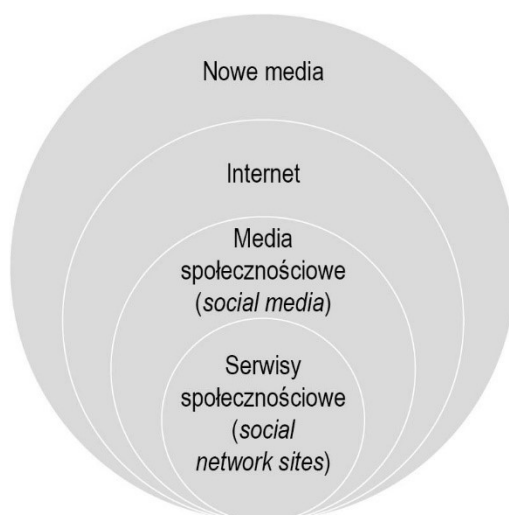 Nowe media
Internet
Media
społecznościowe
(social media)
Serwisy
społecznościowe
(social
network sites)